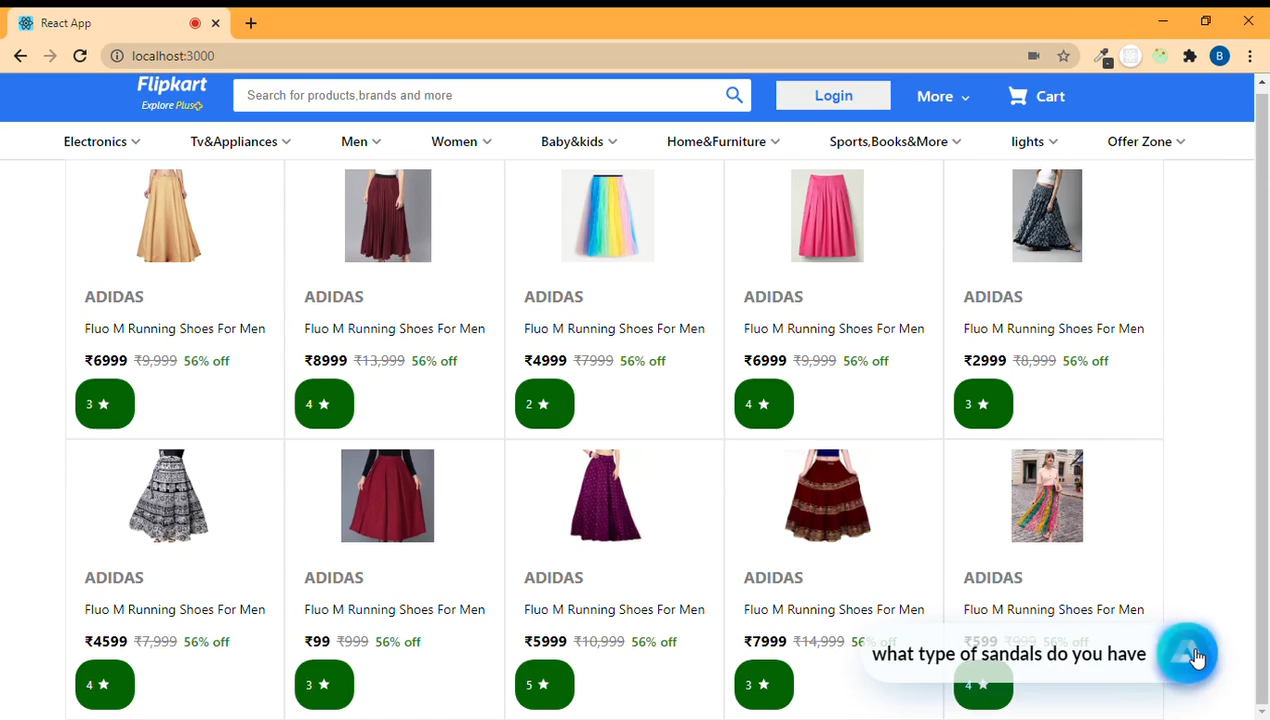 React App
localhost:3000
B
Flipkart
Explore Plus
Search for products,brands and more
Login
More
Cart
Electronics Tv&Appliances Men Women Baby&kids Home&Furniture Sports,Books&More lights Offer Zone
ADIDAS ADIDAS ADIDAS ADIDAS ADIDAS
Fluo M Running Shoes For Men Fluo M Running Shoes For Men Fluo M Running Shoes For Men Fluo M Running Shoes For Men Fluo M Running Shoes For Men
₹6999 ₹9,999 56% off ₹8999 ₹13,999 56% off ₹4999 ₹7999 56% off ₹6999 ₹9,999 56% off ₹2999 ₹8,999 56% off
3 4 2 4 3
ADIDAS ADIDAS ADIDAS ADIDAS ADIDAS
Fluo M Running Shoes For Men Fluo M Running Shoes For Men Fluo M Running Shoes For Men Fluo M Running Shoes For Men Fluo M Running Shoes For Men
₹4599 ₹7,999 56% off ₹99 ₹999 56% off ₹5999 ₹10,999 56% off ₹7999 ₹14,999 56% off ₹599 ₹999 56% off
what type of sandals do you have
4 3 5 3 4